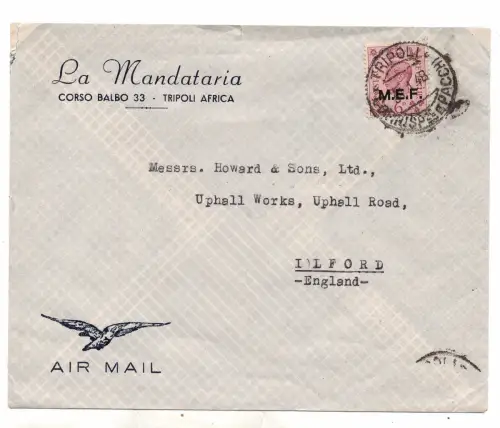 La Mandataria
CORSO BALBO 33 - TRIPOLI AFRICA
TRIPOLI
M.E.F.
Messrs. Howard & Sons, Ltd.,
Uphall Works, Uphall Road,
ILFORD
-England-
AIR MAIL